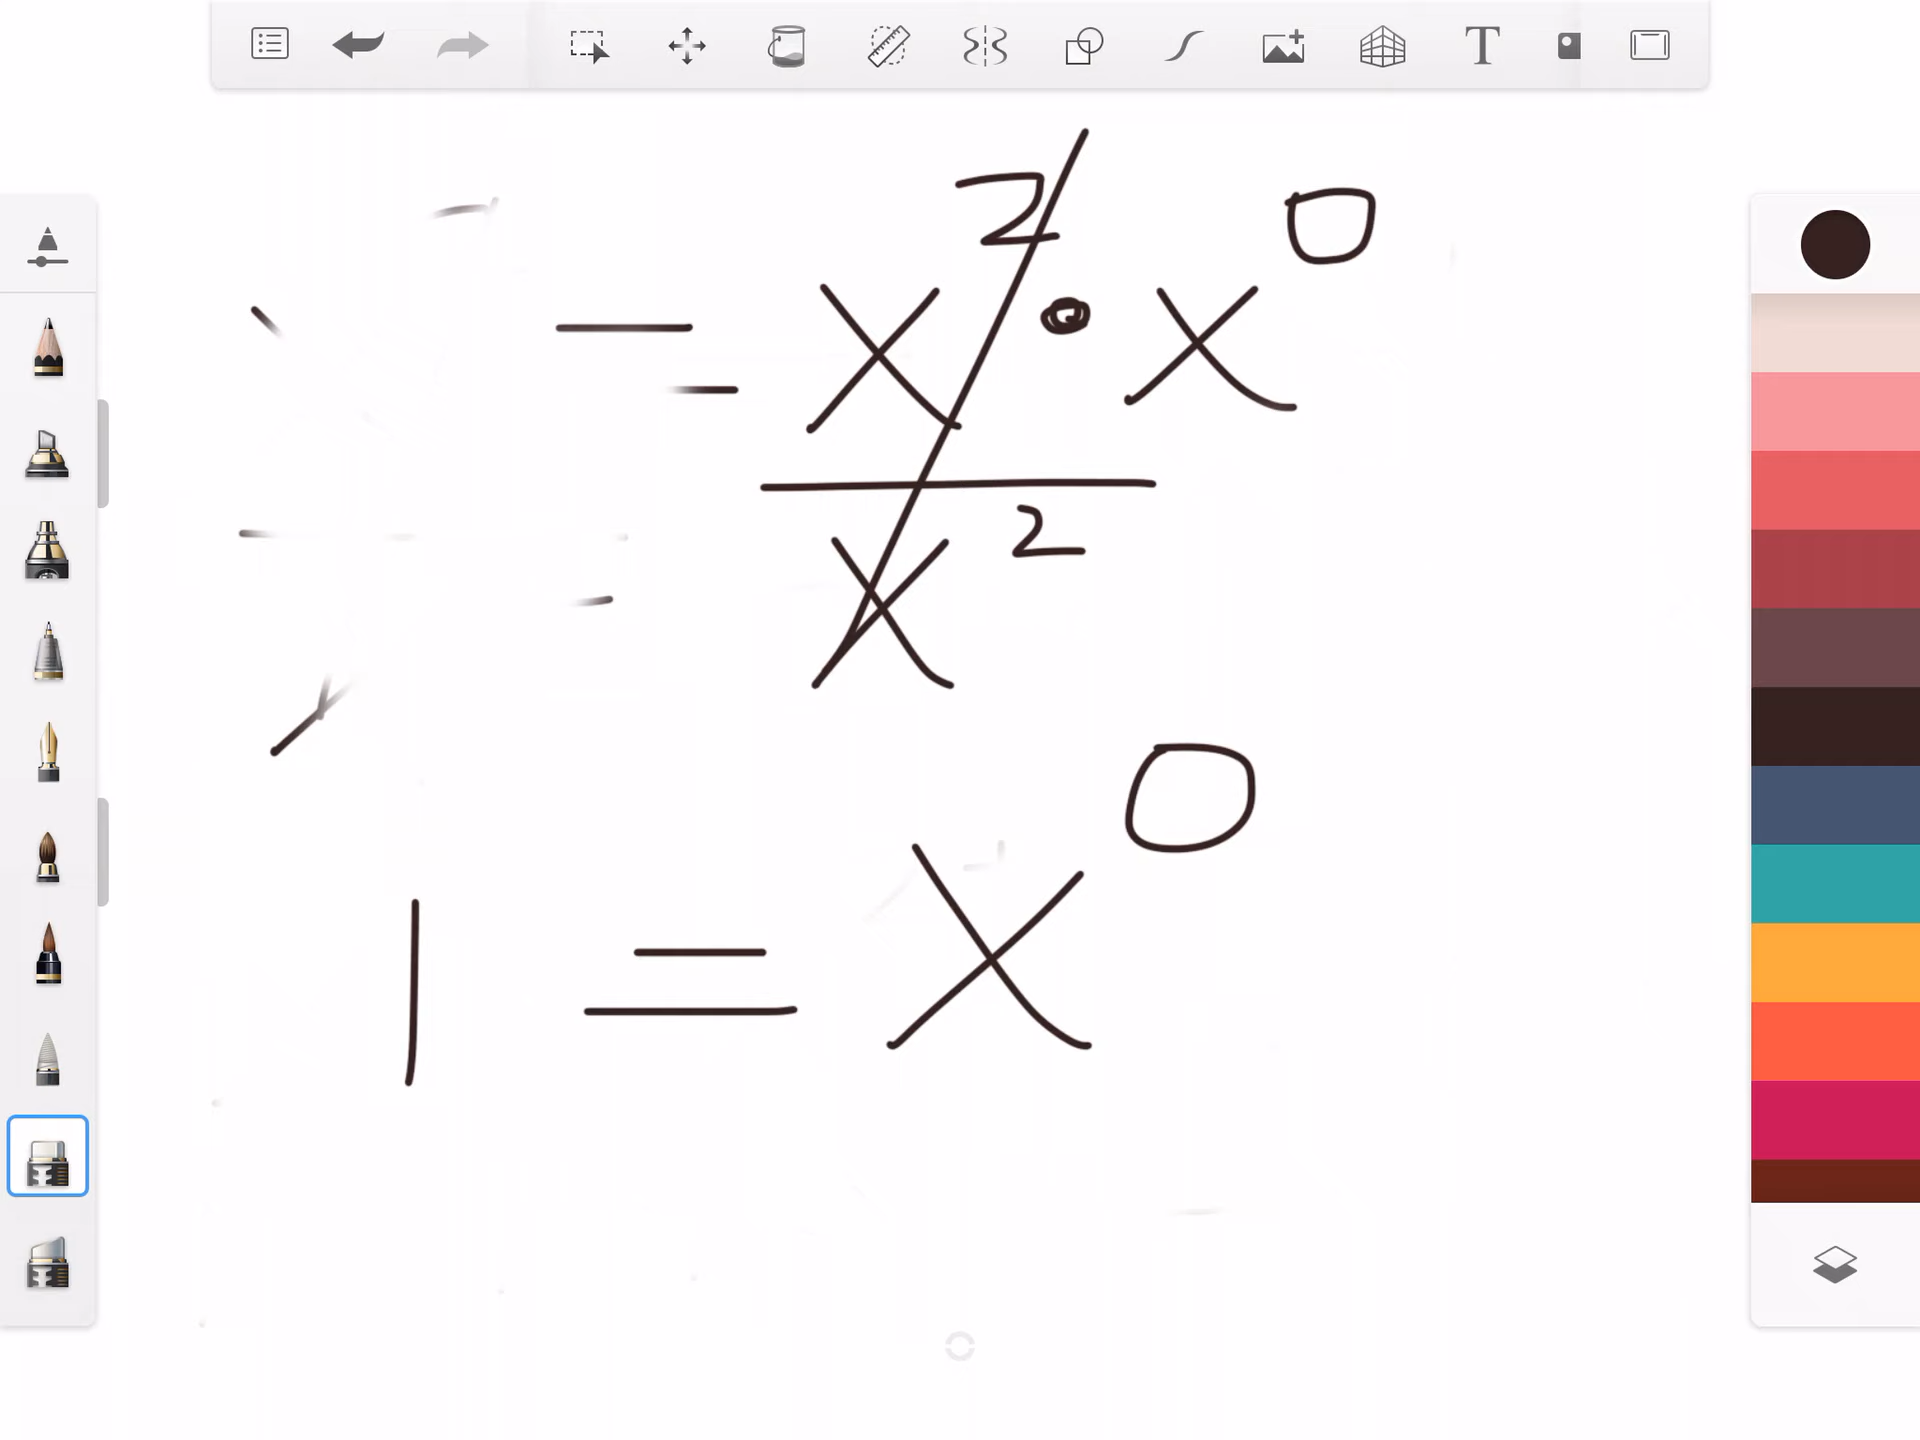 = x² • x⁰
x²
1 = x⁰